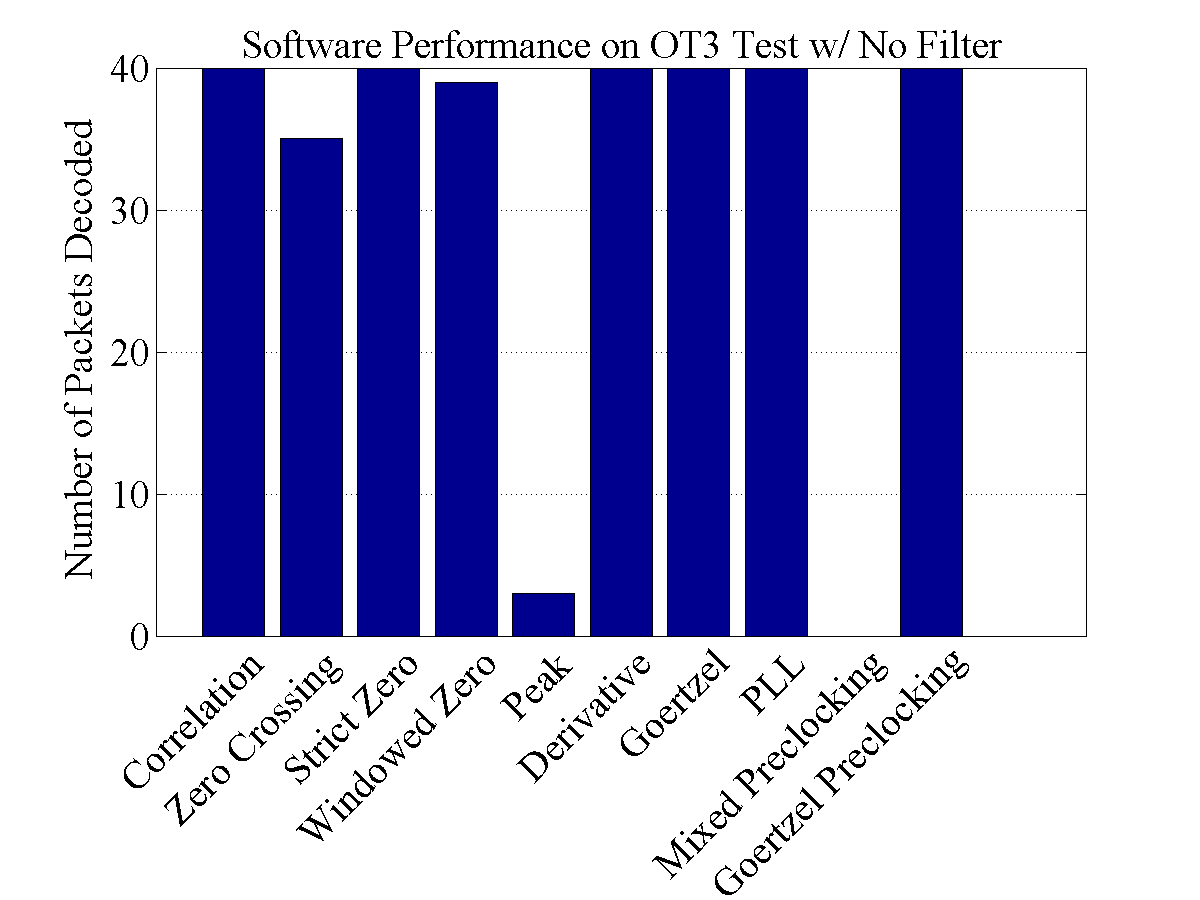 Software Performance on OT3 Test w/ No Filter
Number of Packets Decoded
40
30
20
10
0
Correlation
Zero Crossing
Strict Zero
Windowed Zero
Peak
Derivative
Goertzel
PLL
Mixed Preclocking
Goertzel Preclocking